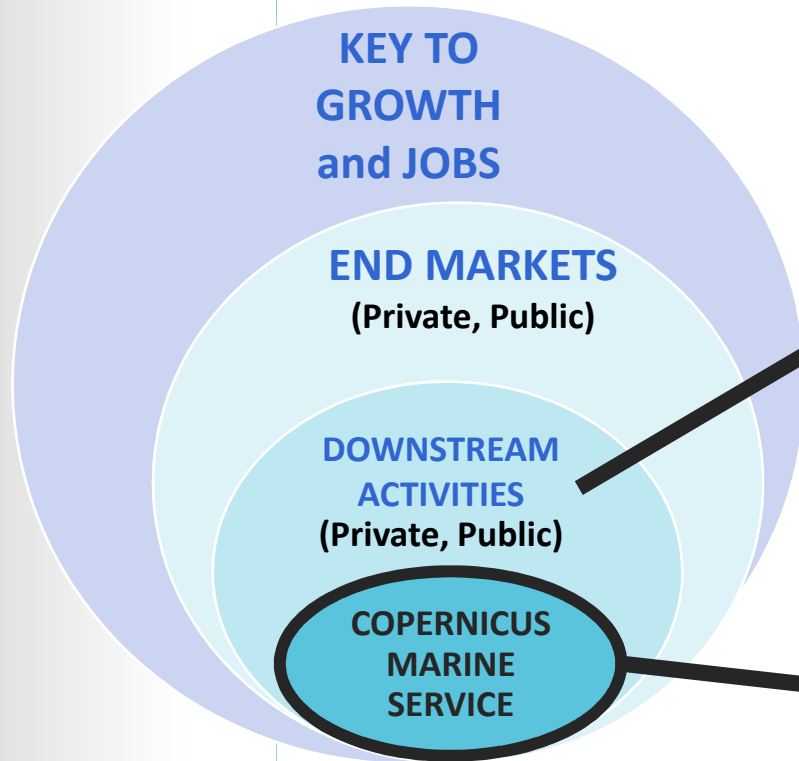 KEY TO
GROWTH
and JOBS
END MARKETS
(Private, Public)
DOWNSTREAM
ACTIVITIES
(Private, Public)
COPERNICUS
MARINE
SERVICE